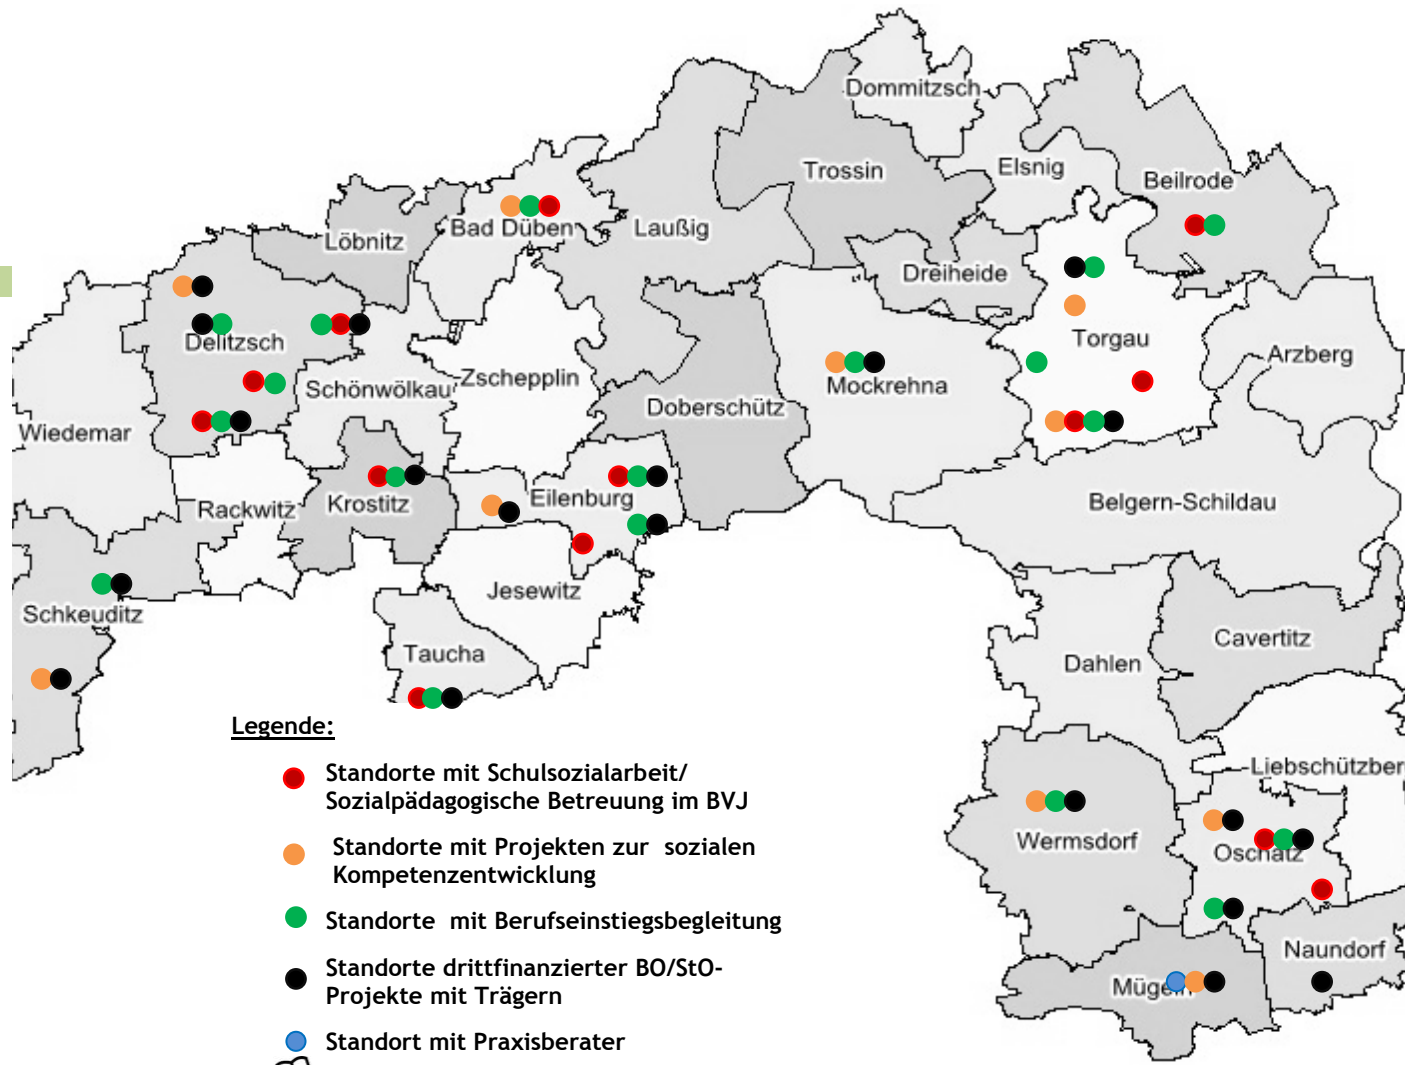 Dommitzsch
Trossin
Elsnig
Beilrode
Löbnitz
Bad Düben
Laußig
Dreiheide
Delitzsch
Torgau
Arzberg
Schönwölkau
Zschepplin
Mockrehna
Doberschütz
Wiedemar
Rackwitz
Krostitz
Eilenburg
Belgern-Schildau
Jesewitz
Schkeuditz
Taucha
Cavertitz
Dahlen
Liebschützber
Wermsdorf
Oschatz
Naundorf
Mügeln
Legende:
Standorte mit Schulsozialarbeit/
Sozialpädagogische Betreuung im BVJ
Standorte mit Projekten zur sozialen
Kompetenzentwicklung
Standorte mit Berufseinstiegsbegleitung
Standorte drittfinanzierter BO/StO-
Projekte mit Trägern
Standort mit Praxisberater